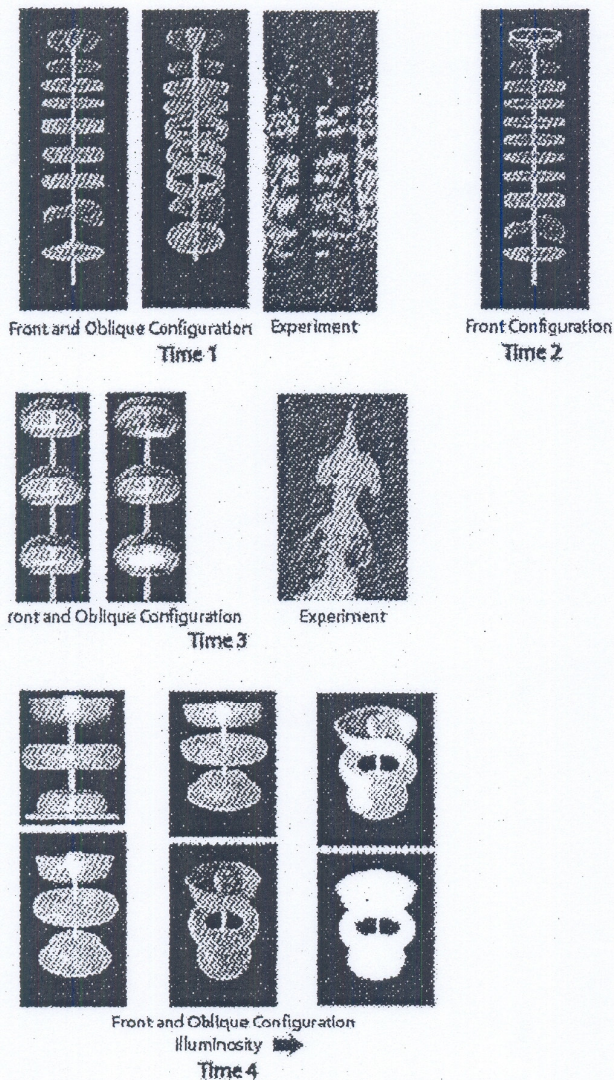 Front and Oblique Configuration
Experiment
Time 1
Front Configuration
Time 2
ront and Oblique Configuration
Experiment
Time 3
Front and Oblique Configuration
Illuminosity
Time 4